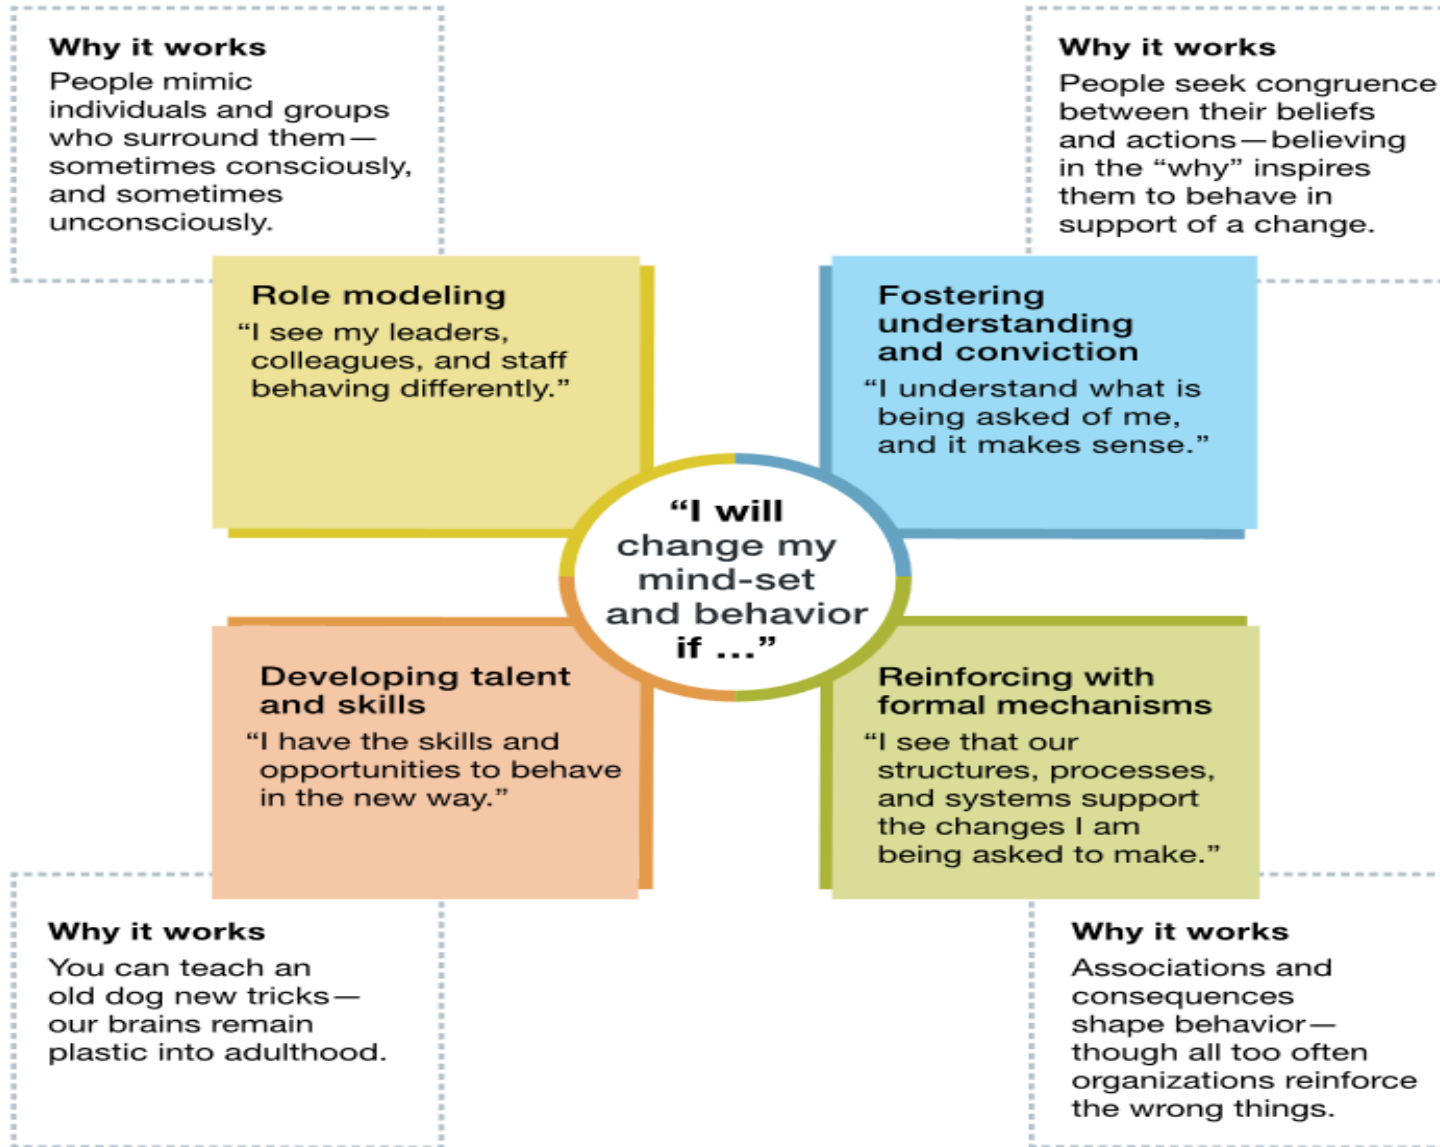 Why it works
People mimic
individuals and groups
who surround them—
sometimes consciously,
and sometimes
unconsciously.
Why it works
People seek congruence
between their beliefs
and actions—believing
in the “why” inspires
them to behave in
support of a change.
Role modeling
“I see my leaders,
colleagues, and staff
behaving differently.”
Fostering
understanding
and conviction
“I understand what is
being asked of me,
and it makes sense.”
“I will
change my
mind-set
and behavior
if ...”
Developing talent
and skills
“I have the skills and
opportunities to behave
in the new way.”
Reinforcing with
formal mechanisms
“I see that our
structures, processes,
and systems support
the changes I am
being asked to make.”
Why it works
You can teach an
old dog new tricks—
our brains remain
plastic into adulthood.
Why it works
Associations and
consequences
shape behavior—
though all too often
organizations reinforce
the wrong things.